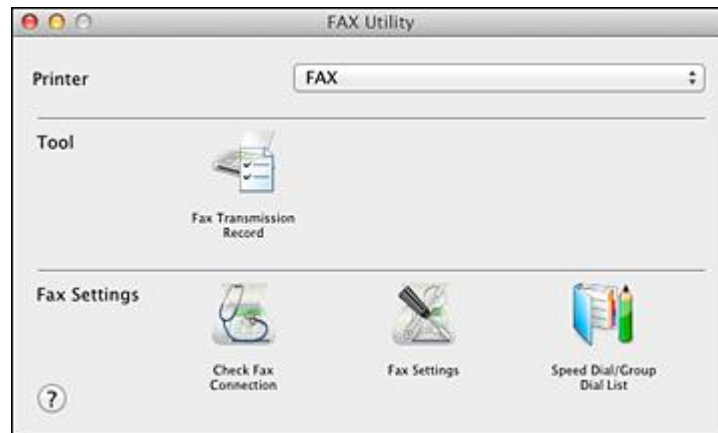 FAX Utility
Printer
FAX
Tool
Fax Transmission
Record
Fax Settings
Check Fax
Connection
Fax Settings
Speed Dial/Group
Dial List
?